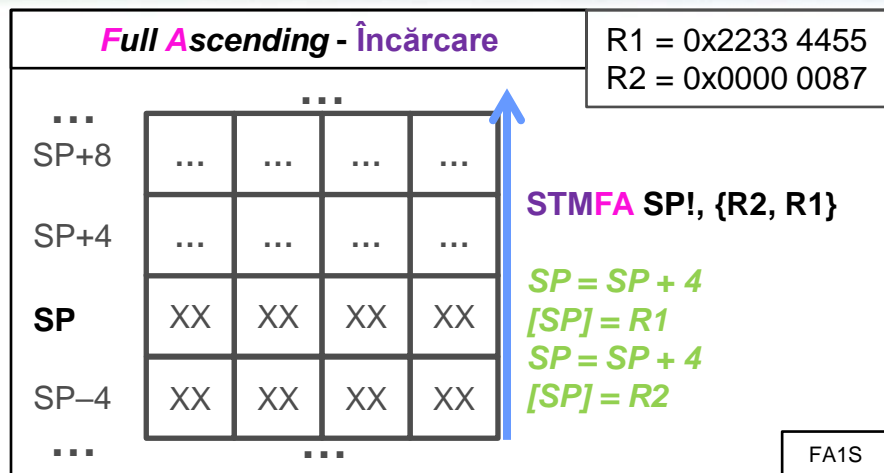 Full Ascending - Încărcare
R1 = 0x2233 4455
R2 = 0x0000 0087
... ...
SP+8 ... ... ... ...
SP+4 ... ... ... ...
SP XX XX XX XX
SP–4 XX XX XX XX
... ...
STMFA SP!, {R2, R1}
SP = SP + 4
[SP] = R1
SP = SP + 4
[SP] = R2
FA1S